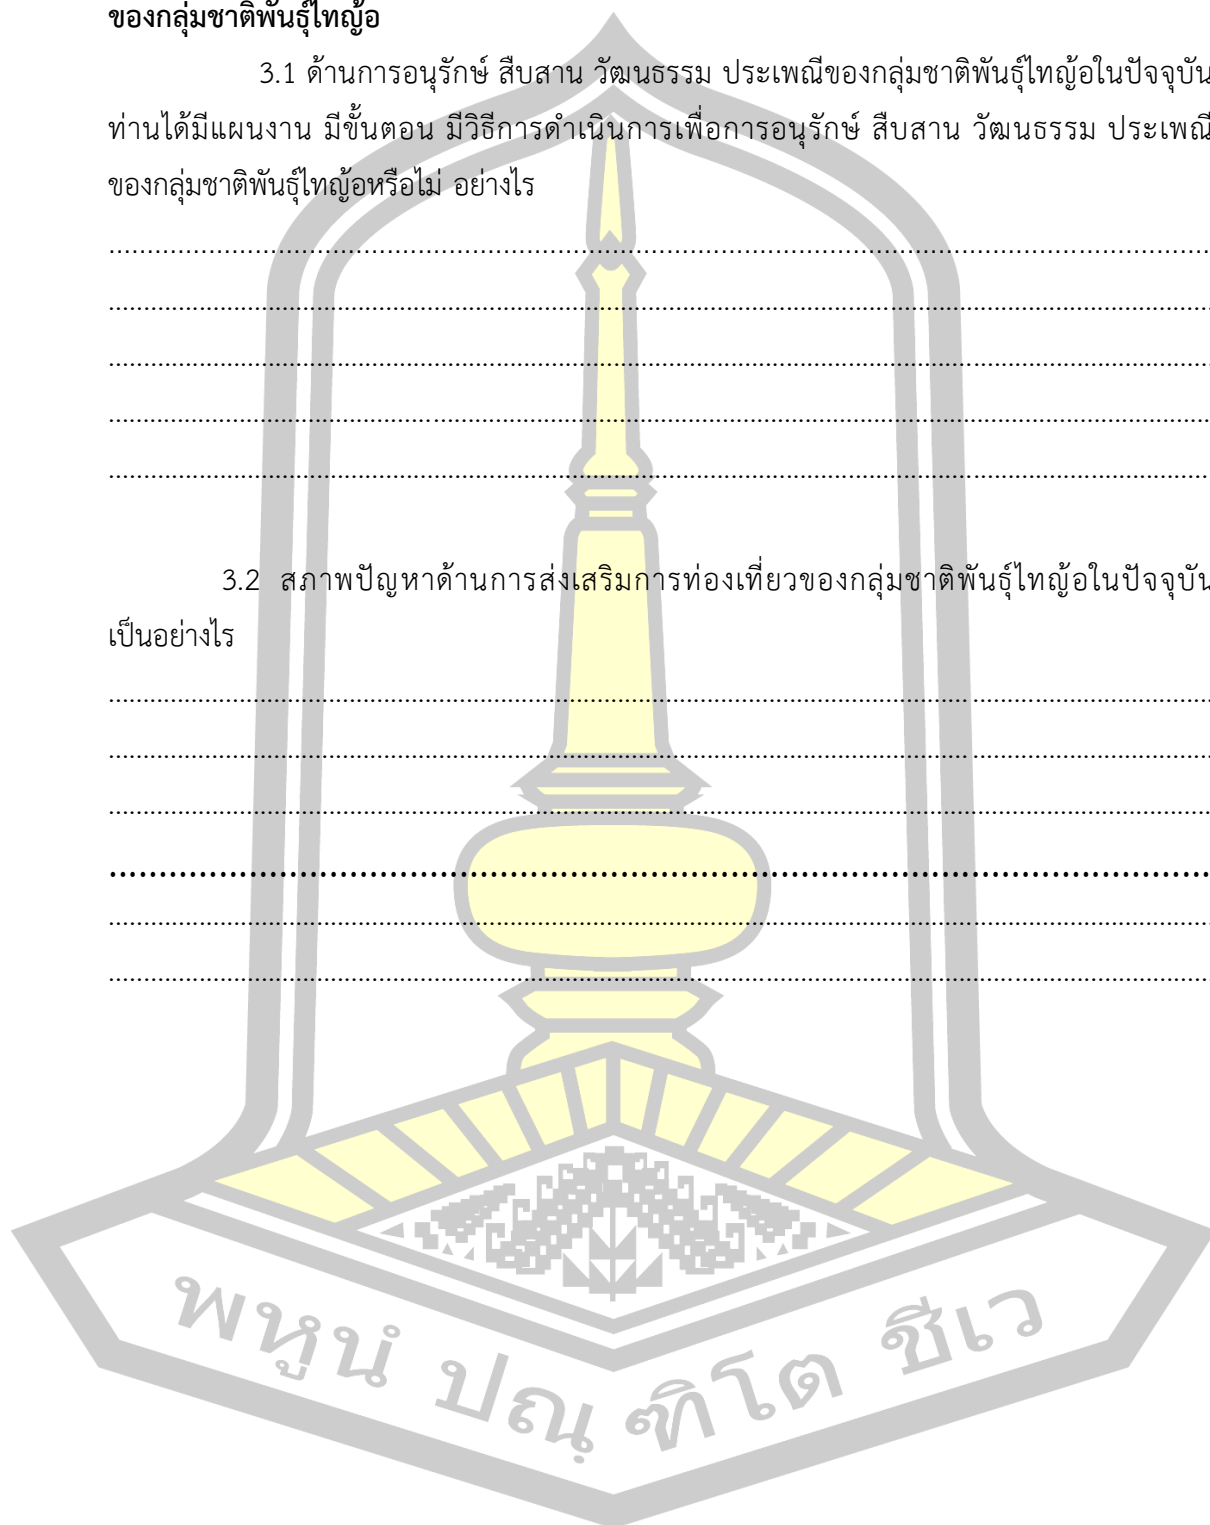 ของกลุ่มชาติพันธุ์ไทญ้อ
3.1 ด้านการอนุรักษ์ สืบสาน วัฒนธรรม ประเพณีของกลุ่มชาติพันธุ์ไทญ้อในปัจจุบัน
ท่านได้มีแผนงาน มีขั้นตอน มีวิธีการดำเนินการเพื่อการอนุรักษ์ สืบสาน วัฒนธรรม ประเพณี
ของกลุ่มชาติพันธุ์ไทญ้อหรือไม่ อย่างไร
3.2 สภาพปัญหาด้านการส่งเสริมการท่องเที่ยวของกลุ่มชาติพันธุ์ไทญ้อในปัจจุบัน
เป็นอย่างไร
พหูนํ ปณฺฑิโต ชีเว